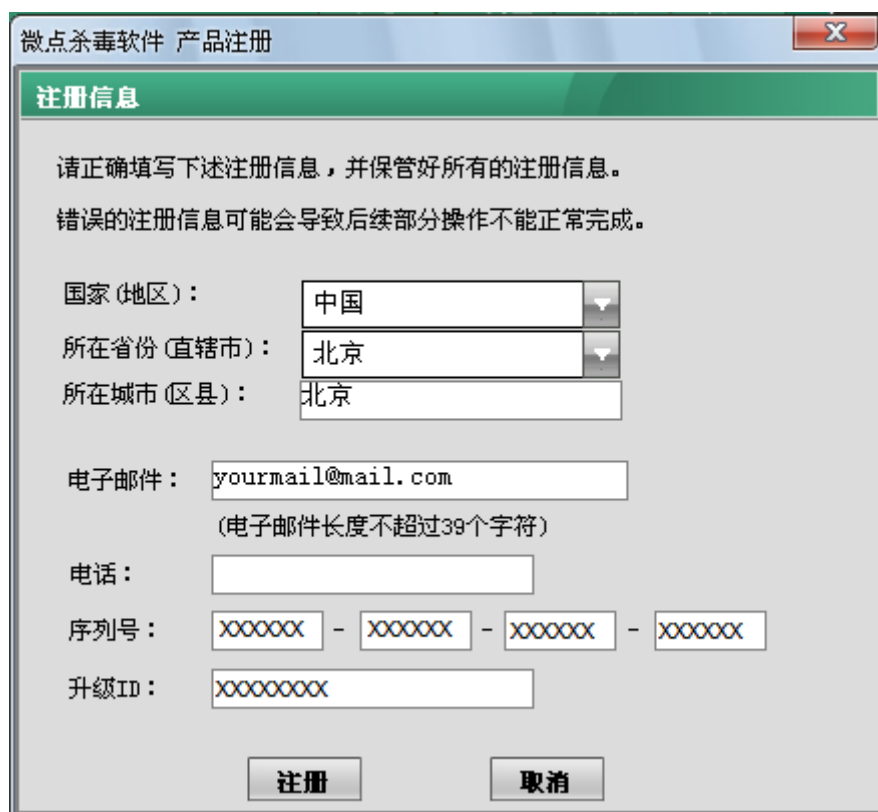 微点杀毒软件 产品注册
注册信息
请正确填写下述注册信息，并保管好所有的注册信息。
错误的注册信息可能会导致后续部分操作不能正常完成。
国家(地区)： 中国
所在省份(直辖市)： 北京
所在城市(区县)： 北京
电子邮件： yourmail@mail.com
(电子邮件长度不超过39个字符)
电话：
序列号： XXXXXX - XXXXXX - XXXXXX - XXXXXX
升级ID： XXXXXXXX
注册 取消